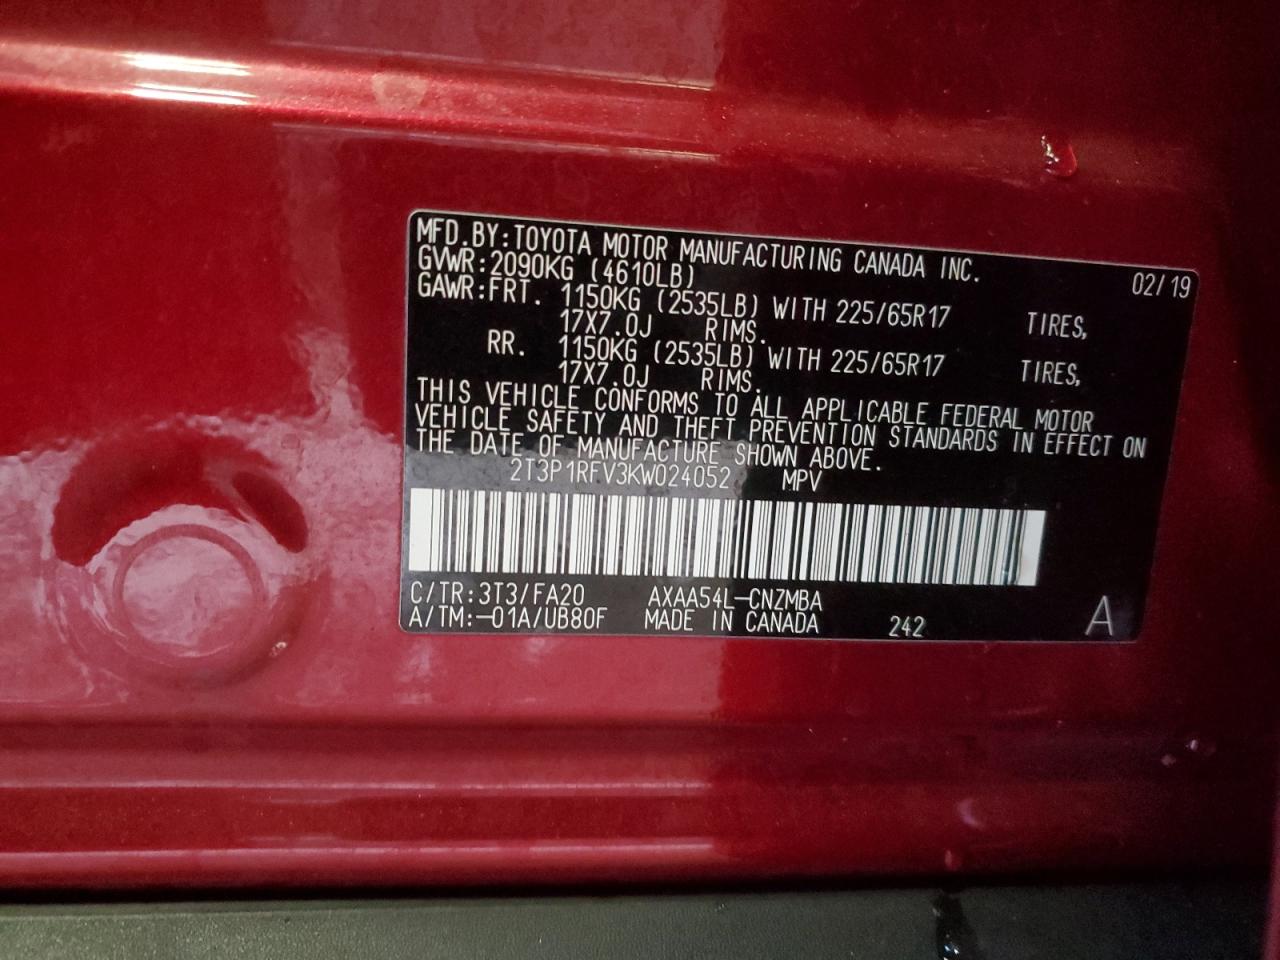 MFD.BY:TOYOTA MOTOR MANUFACTURING CANADA INC.
GVWR:2090KG (4610LB) 02/19
GAWR:FRT. 1150KG (2535LB) WITH 225/65R17 TIRES,
17X7.0J RIMS.
RR. 1150KG (2535LB) WITH 225/65R17 TIRES,
17X7.0J RIMS.
THIS VEHICLE CONFORMS TO ALL APPLICABLE FEDERAL MOTOR
VEHICLE SAFETY AND THEFT PREVENTION STANDARDS IN EFFECT ON
THE DATE OF MANUFACTURE SHOWN ABOVE.
2T3P1RFV3KW024052 MPV
C/TR:3T3/FA20 AXAA54L-CNZMBA
A/TM:-01A/UB80F MADE IN CANADA 242 A